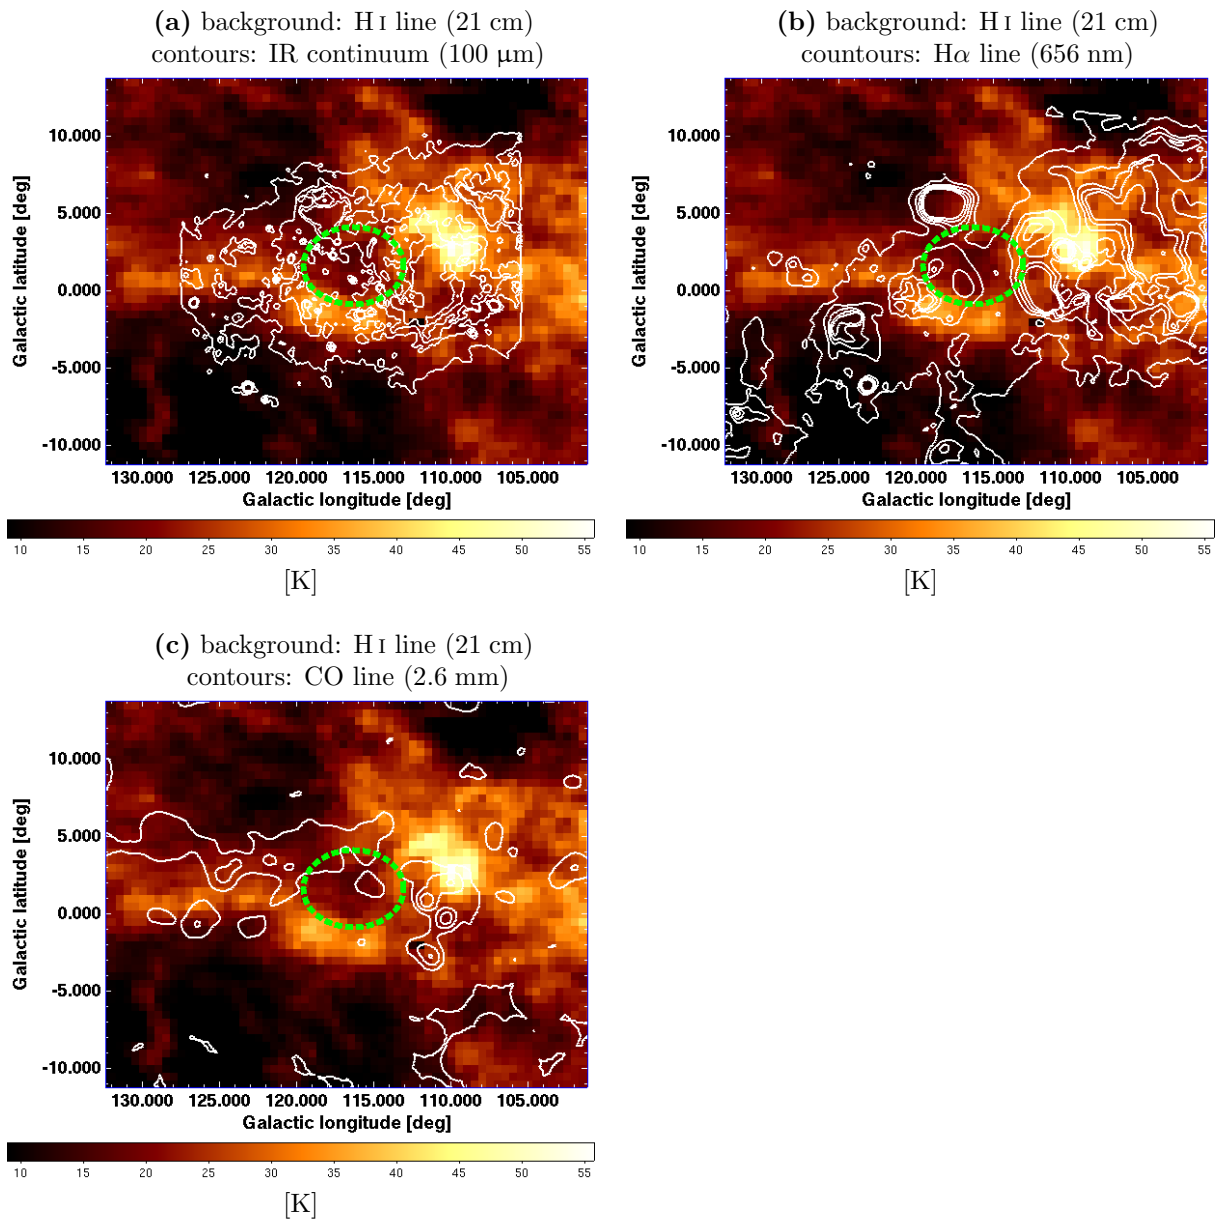 (a) background: H I line (21 cm)
contours: IR continuum (100 μm)
(b) background: H I line (21 cm)
countours: Hα line (656 nm)
10.000
5.000
0.000
-5.000
-10.000
Galactic latitude [deg]
130.000 125.000 120.000 115.000 110.000 105.000
Galactic longitude [deg]
10 15 20 25 30 35 40 45 50 55
[K]
10.000
5.000
0.000
-5.000
-10.000
Galactic latitude [deg]
130.000 125.000 120.000 115.000 110.000 105.000
Galactic longitude [deg]
10 15 20 25 30 35 40 45 50 55
[K]
(c) background: H I line (21 cm)
contours: CO line (2.6 mm)
10.000
5.000
0.000
-5.000
-10.000
Galactic latitude [deg]
130.000 125.000 120.000 115.000 110.000 105.000
Galactic longitude [deg]
10 15 20 25 30 35 40 45 50 55
[K]